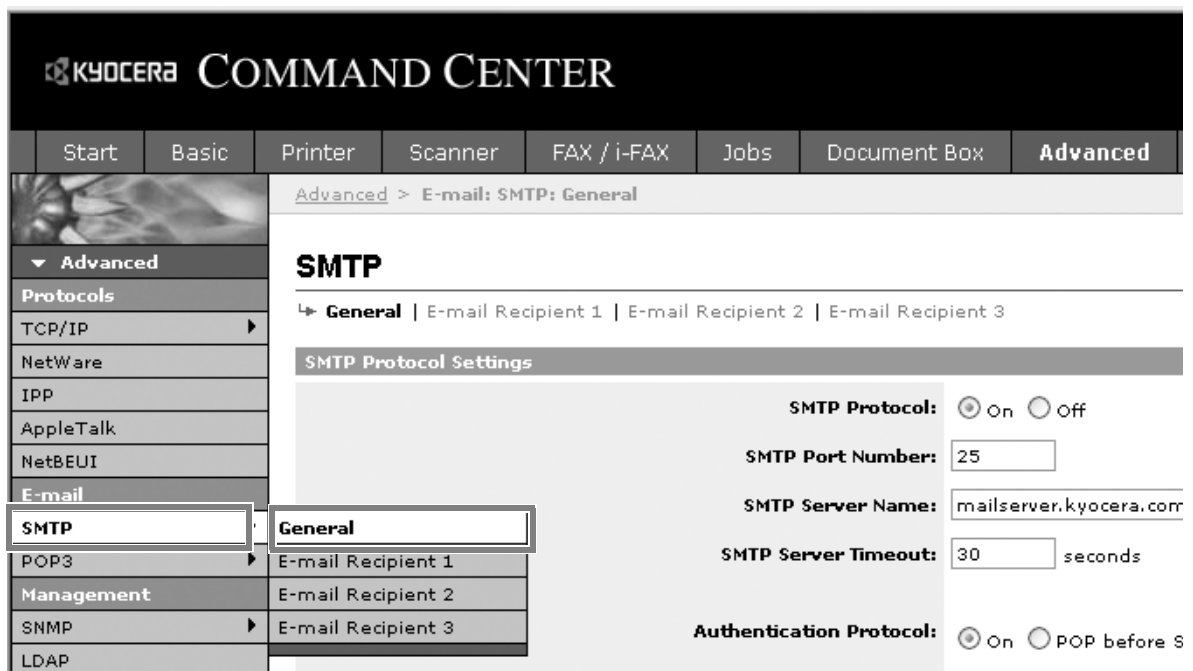 KYOCERA COMMAND CENTER
Start Basic Printer Scanner FAX / i-FAX Jobs Document Box Advanced
Advanced > E-mail: SMTP: General
Advanced
Protocols
TCP/IP
NetWare
IPP
AppleTalk
NetBEUI
E-mail
SMTP
POP3
Management
SNMP
LDAP
General
E-mail Recipient 1
E-mail Recipient 2
E-mail Recipient 3
SMTP
General | E-mail Recipient 1 | E-mail Recipient 2 | E-mail Recipient 3
SMTP Protocol Settings
SMTP Protocol: On Off
SMTP Port Number: 25
SMTP Server Name: mailserver.kyocera.com
SMTP Server Timeout: 30 seconds
Authentication Protocol: On POP before S